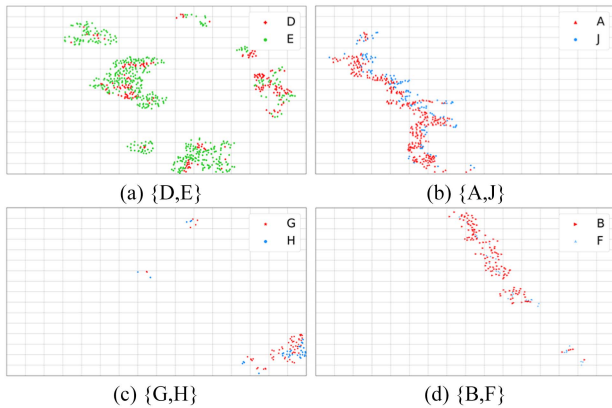 D
E
A
J
(a) {D,E}
(b) {A,J}
G
H
B
F
(c) {G,H}
(d) {B,F}